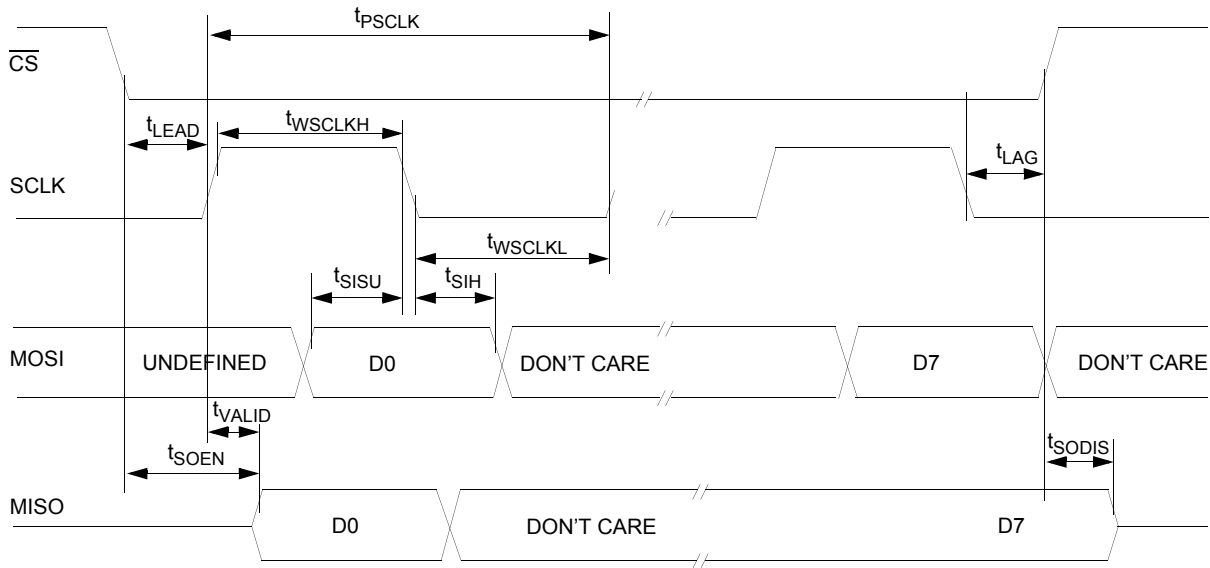 tPSCLK
CS
tLEAD
tWSCLKH
tLAG
SCLK
tWSCLKL
tSISU
tSIH
MOSI
UNDEFINED
D0
DON'T CARE
D7
DON'T CARE
tVALID
tSOEN
tSODIS
MISO
D0
DON'T CARE
D7